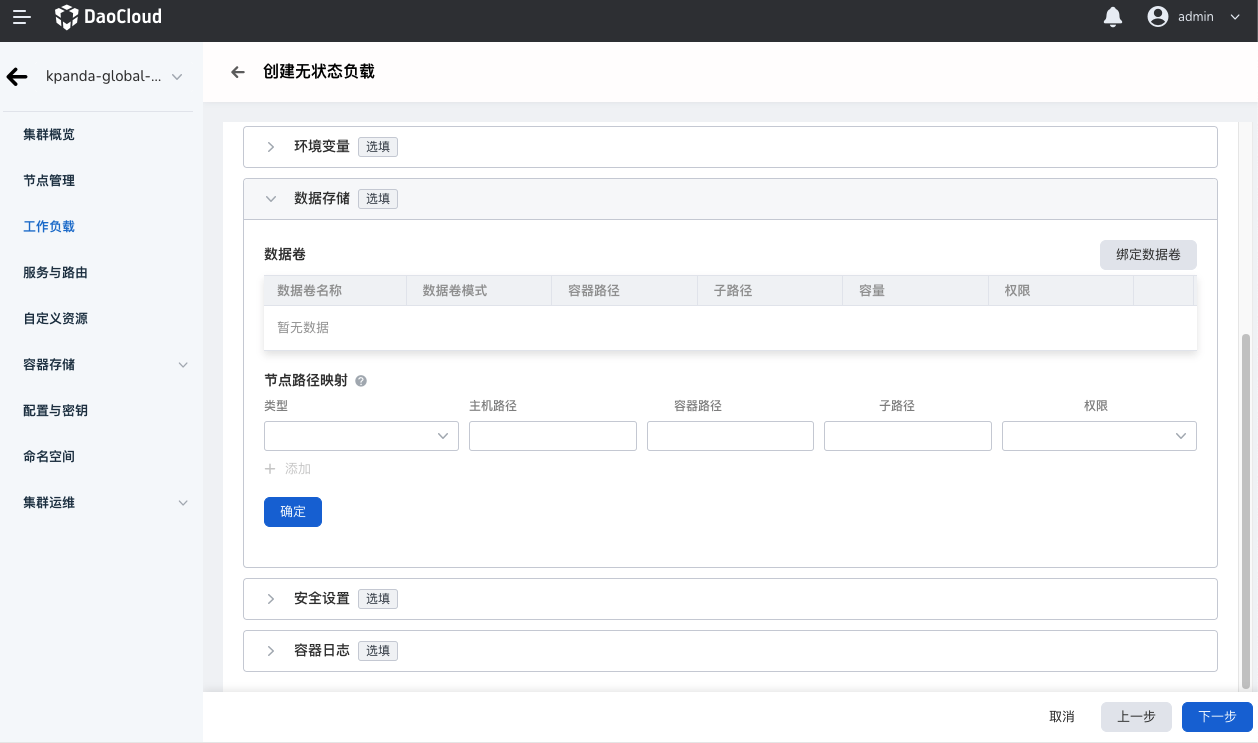 DaoCloud
admin
kpanda-global-...
创建无状态负载
集群概览
节点管理
工作负载
服务与路由
自定义资源
容器存储
配置与密钥
命名空间
集群运维
环境变量 选填
数据存储 选填
数据卷 绑定数据卷
数据卷名称 数据卷模式 容器路径 子路径 容量 权限
暂无数据
节点路径映射 ?
类型 主机路径 容器路径 子路径 权限
+ 添加
确定
安全设置 选填
容器日志 选填
取消 上一步 下一步